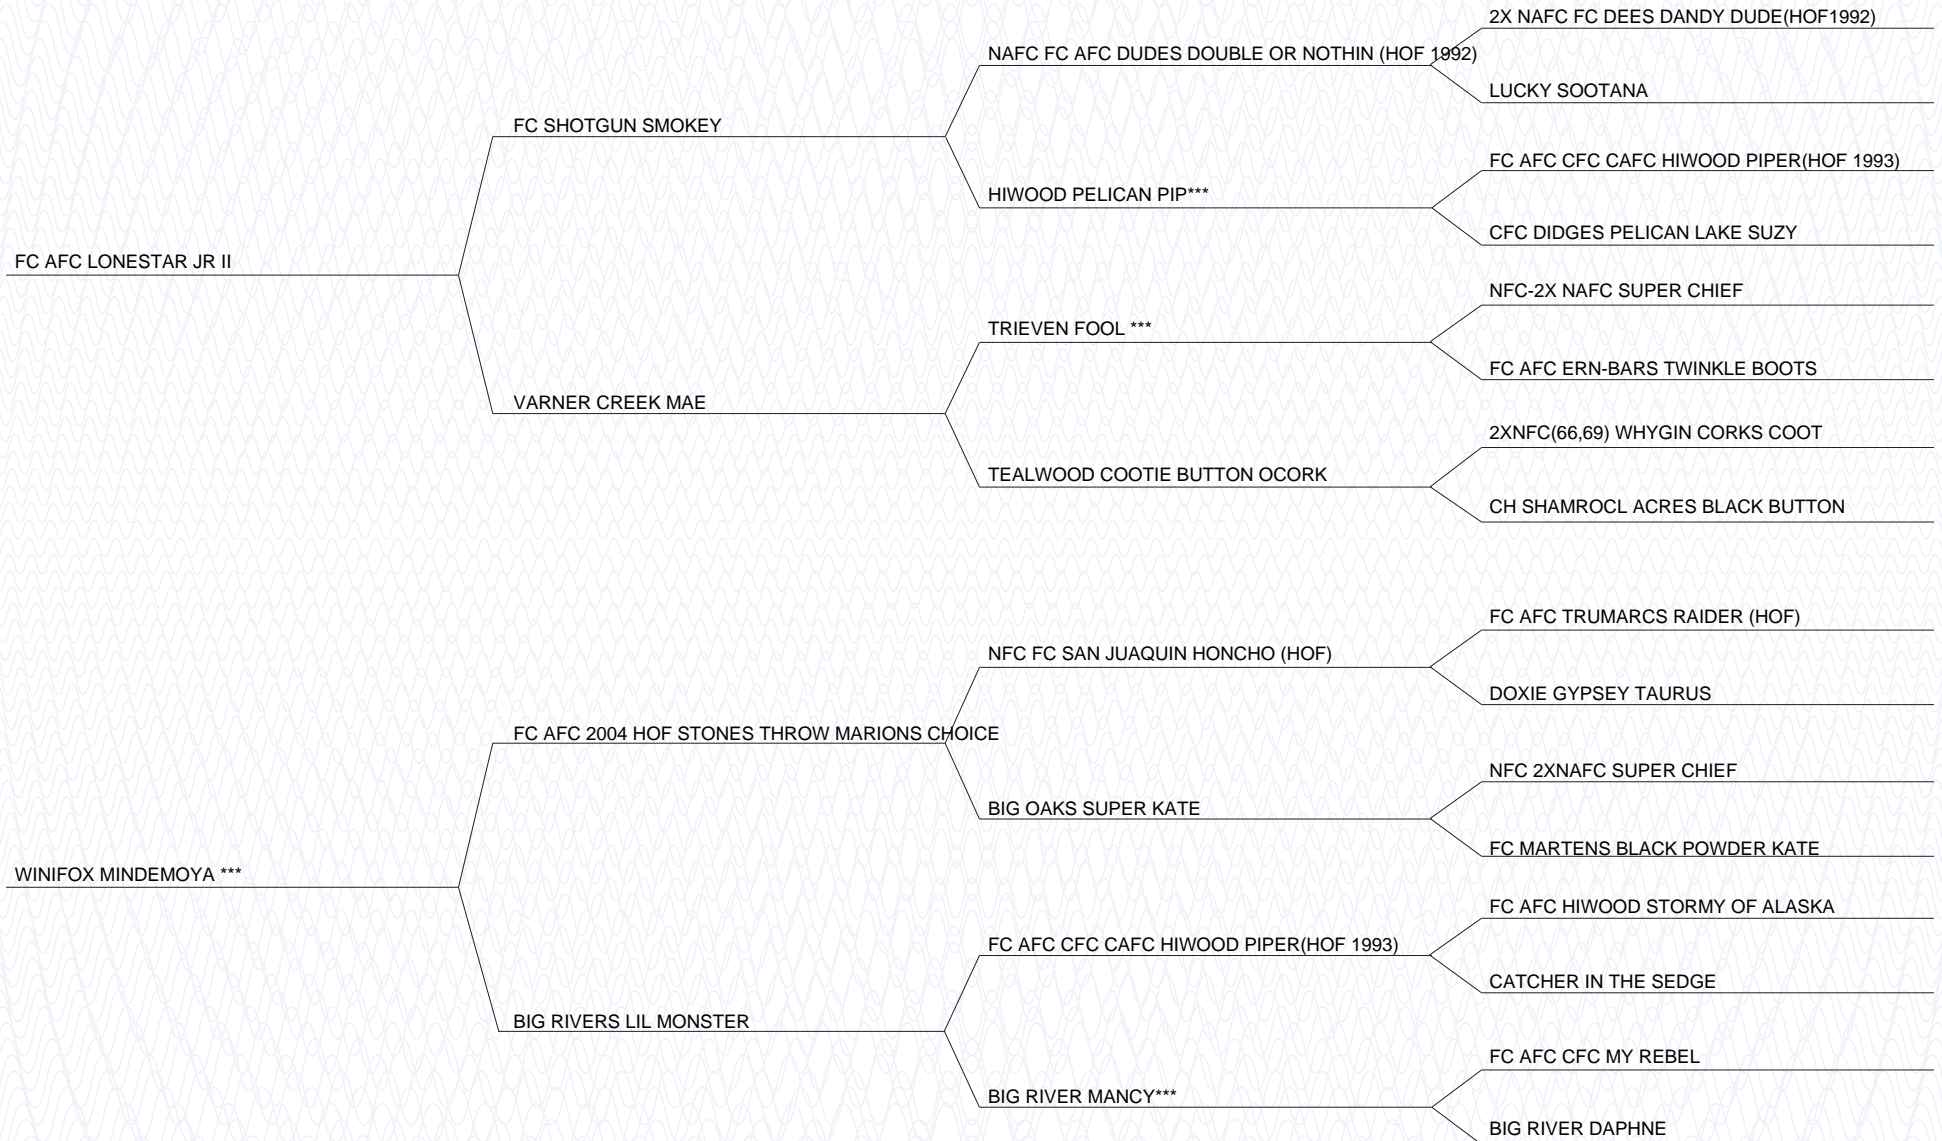 2X NAFC FC DEES DANDY DUDE(HOF1992)
NAFC FC AFC DUDES DOUBLE OR NOTHIN (HOF 1992)
LUCKY SOOTANA
FC SHOTGUN SMOKEY
FC AFC CFC CAFC HIWOOD PIPER(HOF 1993)
HIWOOD PELICAN PIP***
CFC DIDGES PELICAN LAKE SUZY
FC AFC LONESTAR JR II
NFC-2X NAFC SUPER CHIEF
TRIEVEN FOOL ***
FC AFC ERN-BARS TWINKLE BOOTS
VARNER CREEK MAE
2XNFC(66,69) WHYGIN CORKS COOT
TEALWOOD COOTIE BUTTON OCORK
CH SHAMROCL ACRES BLACK BUTTON
FC AFC TRUMARCS RAIDER (HOF)
NFC FC SAN JUAQUIN HONCHO (HOF)
DOXIE GYPSEY TAURUS
FC AFC 2004 HOF STONES THROW MARIONS CHOICE
NFC 2XNAFC SUPER CHIEF
BIG OAKS SUPER KATE
FC MARTENS BLACK POWDER KATE
WINIFOX MINDEMOYA ***
FC AFC HIWOOD STORMY OF ALASKA
FC AFC CFC CAFC HIWOOD PIPER(HOF 1993)
CATCHER IN THE SEDGE
BIG RIVERS LIL MONSTER
FC AFC CFC MY REBEL
BIG RIVER MANCY***
BIG RIVER DAPHNE